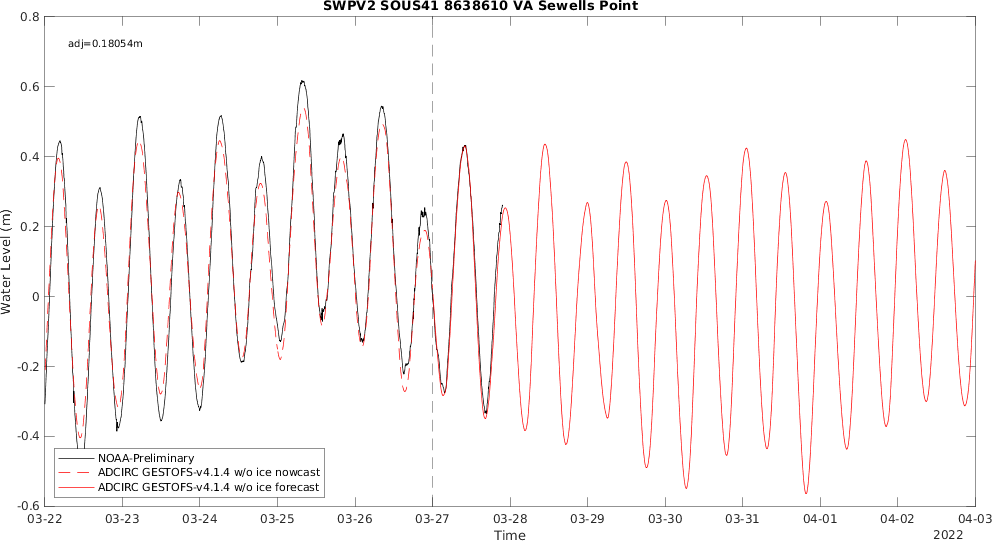 SWPV2 SOUS41 8638610 VA Sewells Point
adj=0.18054m
0.8
0.6
0.4
0.2
0
-0.2
-0.4
-0.6
Water Level (m)
NOAA-Preliminary
ADCIRC GESTOFS-v4.1.4 w/o ice nowcast
ADCIRC GESTOFS-v4.1.4 w/o ice forecast
03-22 03-23 03-24 03-25 03-26 03-27 03-28 03-29 03-30 03-31 04-01 04-02 04-03
Time
2022